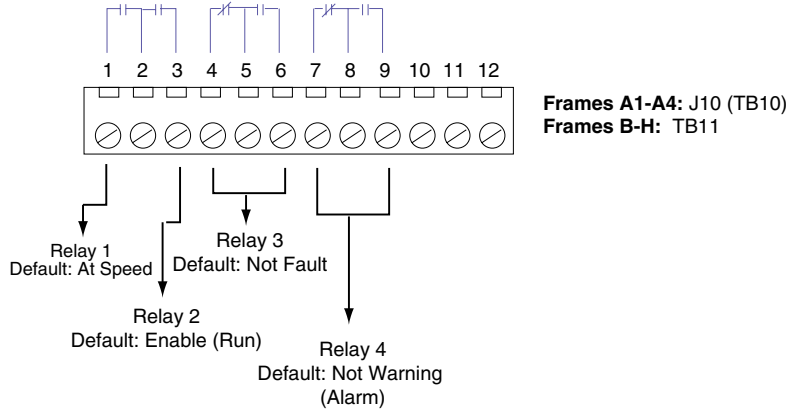 1 2 3 4 5 6 7 8 9 10 11 12
Frames A1-A4: J10 (TB10)
Frames B-H: TB11
Relay 1
Default: At Speed
Relay 3
Default: Not Fault
Relay 2
Default: Enable (Run)
Relay 4
Default: Not Warning
(Alarm)